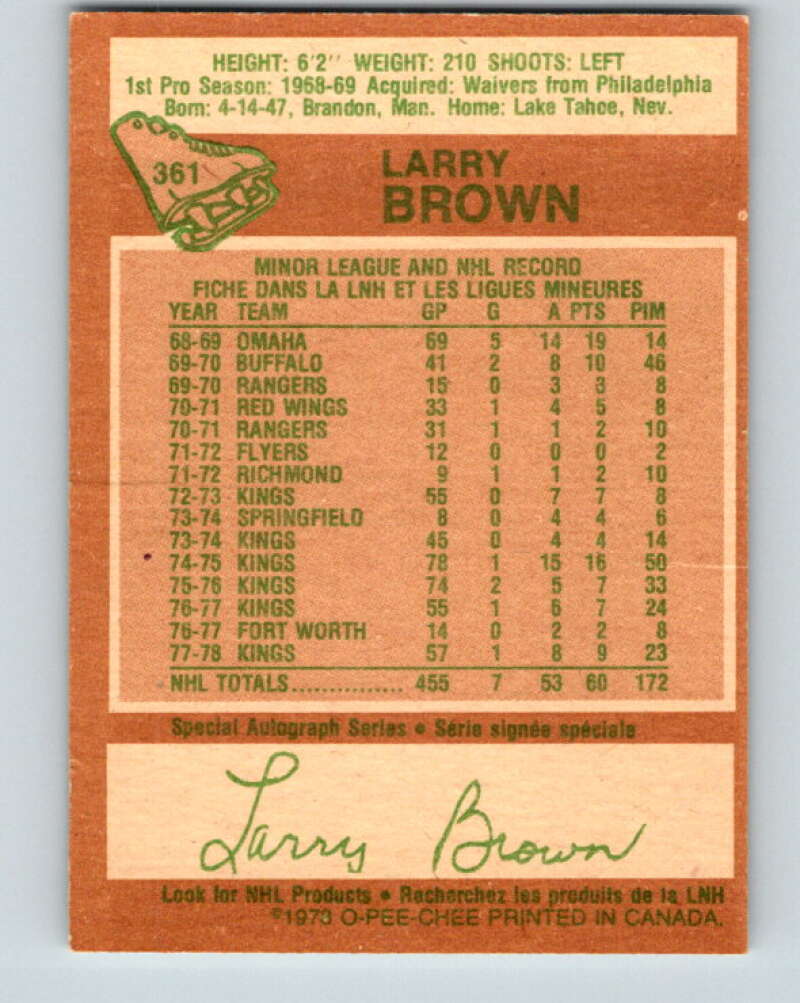 HEIGHT: 6'2" WEIGHT: 210 SHOOTS: LEFT
1st Pro Season: 1968-69 Acquired: Waivers from Philadelphia
Born: 4-14-47, Brandon, Man. Home: Lake Tahoe, Nev.
361
LARRY
BROWN
MINOR LEAGUE AND NHL RECORD
FICHE DANS LA LNH ET LES LIGUES MINEURES
YEAR TEAM GP G A PTS PIM
68-69 OMAHA 69 5 14 19 14
69-70 BUFFALO 41 2 8 10 46
69-70 RANGERS 15 0 3 3 8
70-71 RED WINGS 33 1 4 5 8
70-71 RANGERS 31 1 1 2 10
71-72 FLYERS 12 0 0 0 2
71-72 RICHMOND 9 1 1 2 10
72-73 KINGS 55 0 7 7 8
73-74 SPRINGFIELD 8 0 4 4 6
73-74 KINGS 45 0 4 4 14
74-75 KINGS 78 1 15 16 50
75-76 KINGS 74 2 5 7 33
76-77 KINGS 55 1 6 7 24
76-77 FORT WORTH 14 0 2 2 8
77-78 KINGS 57 1 8 9 23
NHL TOTALS............... 455 7 53 60 172
Special Autograph Series • Série signée spéciale
Larry Brown
Look for NHL Products • Recherchez les produits de la LNH
©1978 O-PEE-CHEE PRINTED IN CANADA.